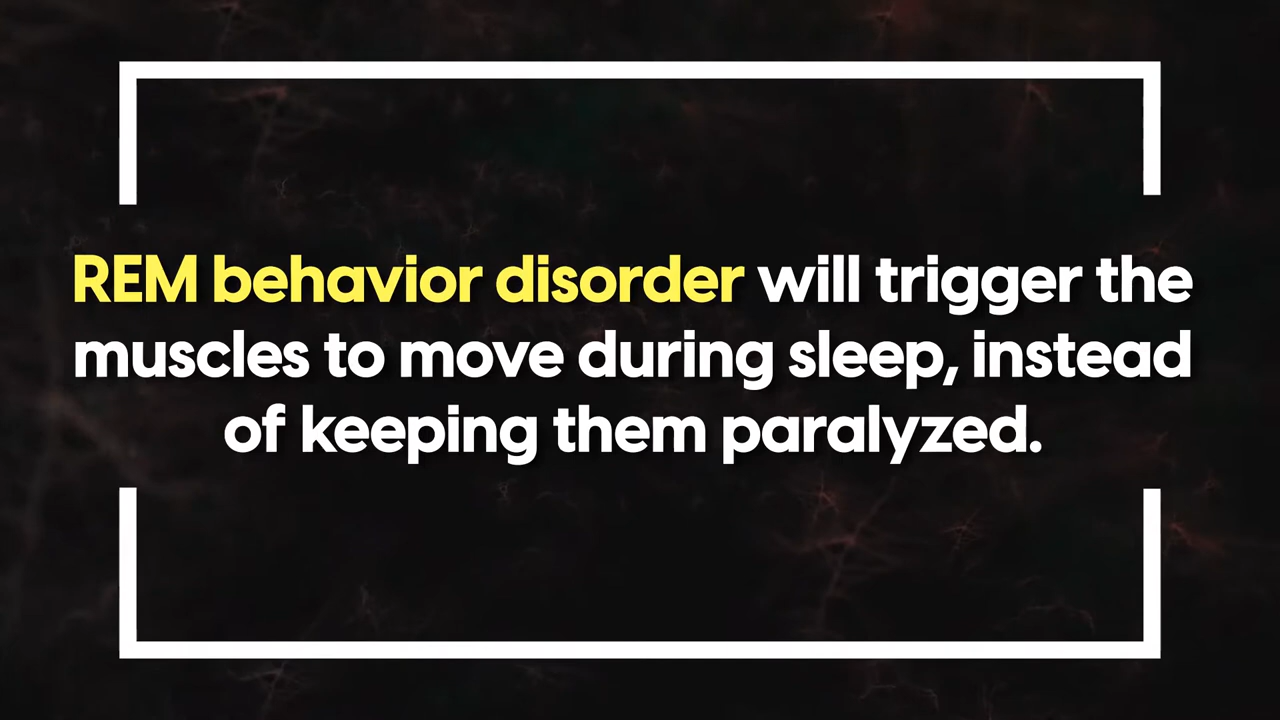 REM behavior disorder will trigger the
muscles to move during sleep, instead
of keeping them paralyzed.